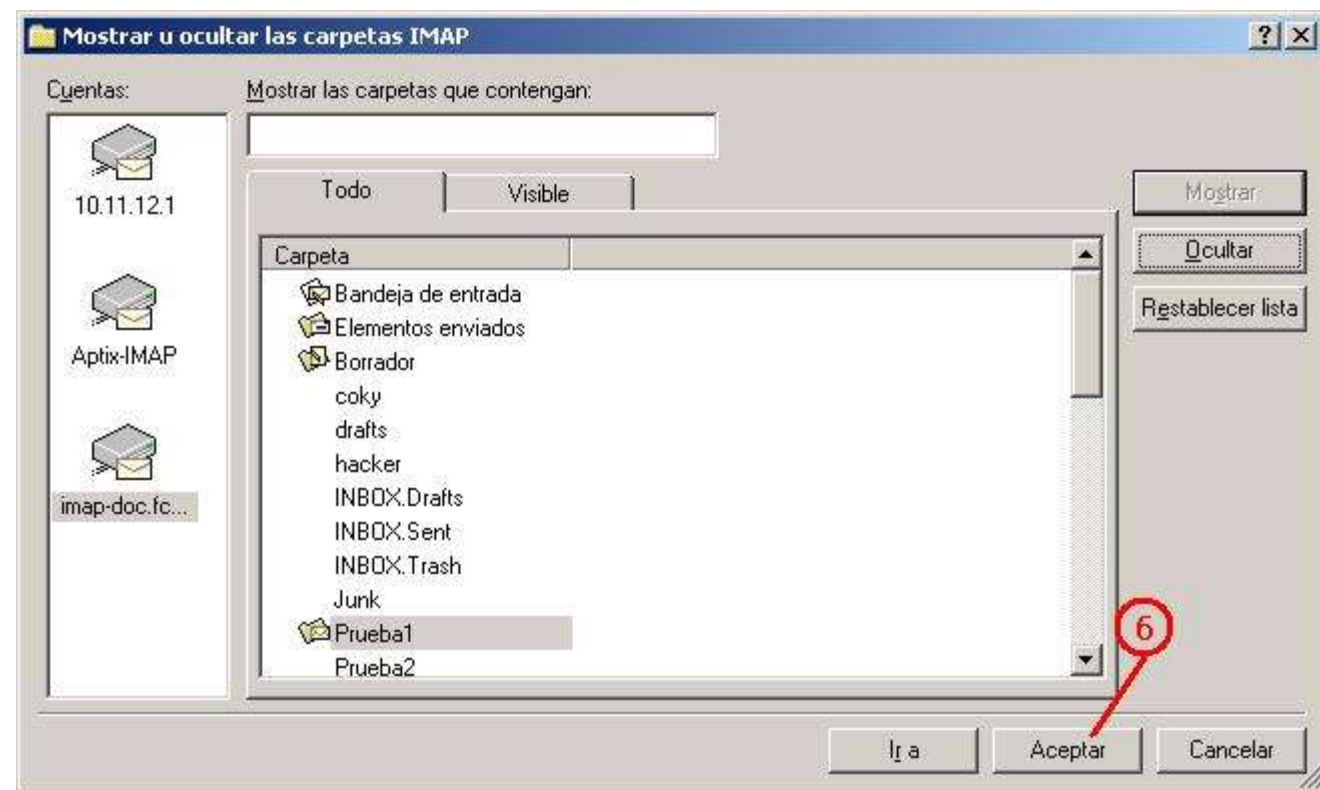 Mostrar u ocultar las carpetas IMAP
Cuentas:
Mostrar las carpetas que contengan:
10.11.12.1
Aptix-IMAP
imap-doc.fc...
Todo
Visible
Carpeta
Bandeja de entrada
Elementos enviados
Borrador
coky
drafts
hacker
INBOX.Drafts
INBOX.Sent
INBOX.Trash
Junk
Prueba1
Prueba2
Mostrar
Ocultar
Restablecer lista
6
Ir a
Aceptar
Cancelar